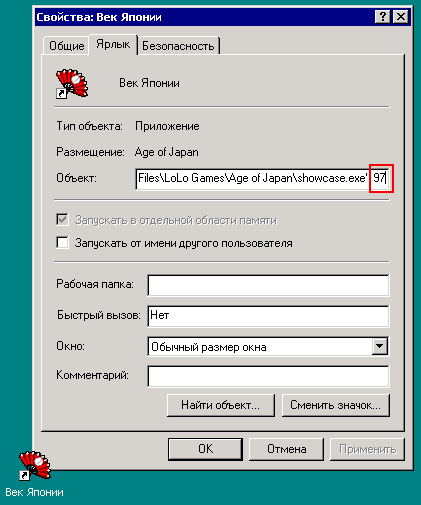 Свойства: Век Японии
Общие Ярлык Безопасность
Век Японии
Тип объекта: Приложение
Размещение: Age of Japan
Объект: Files\LoLo Games\Age of Japan\showcase.exe" 97
Запускать в отдельной области памяти
Запускать от имени другого пользователя
Рабочая папка:
Быстрый вызов: Нет
Окно: Обычный размер окна
Комментарий:
Найти объект... Сменить значок...
OK Отмена Применить
Век Японии